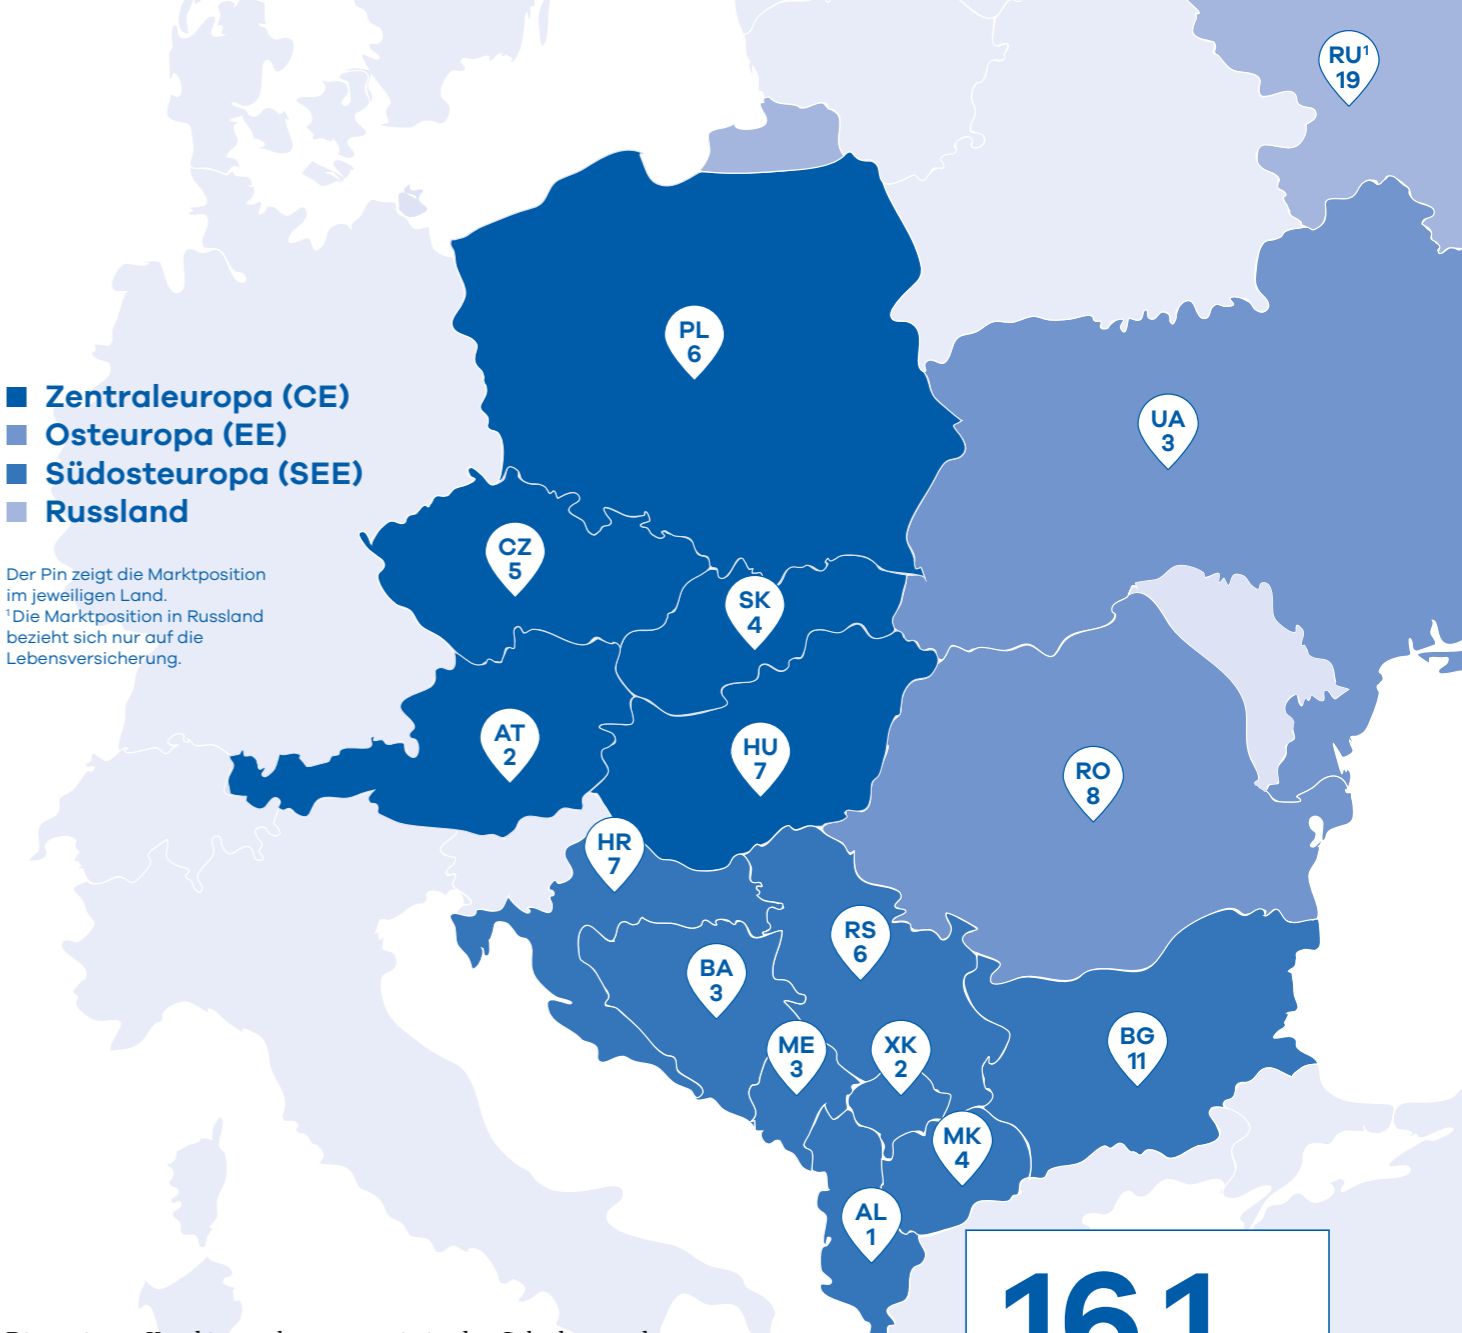 RU¹
19
PL
6
Zentraleuropa (CE)
Osteuropa (EE)
Südosteuropa (SEE)
Russland
UA
3
CZ
5
Der Pin zeigt die Marktposition
im jeweiligen Land.
¹Die Marktposition in Russland
bezieht sich nur auf die
Lebensversicherung.
SK
4
AT
2
HU
7
RO
8
HR
7
RS
6
BA
3
ME
3
XK
2
BG
11
MK
4
AL
1